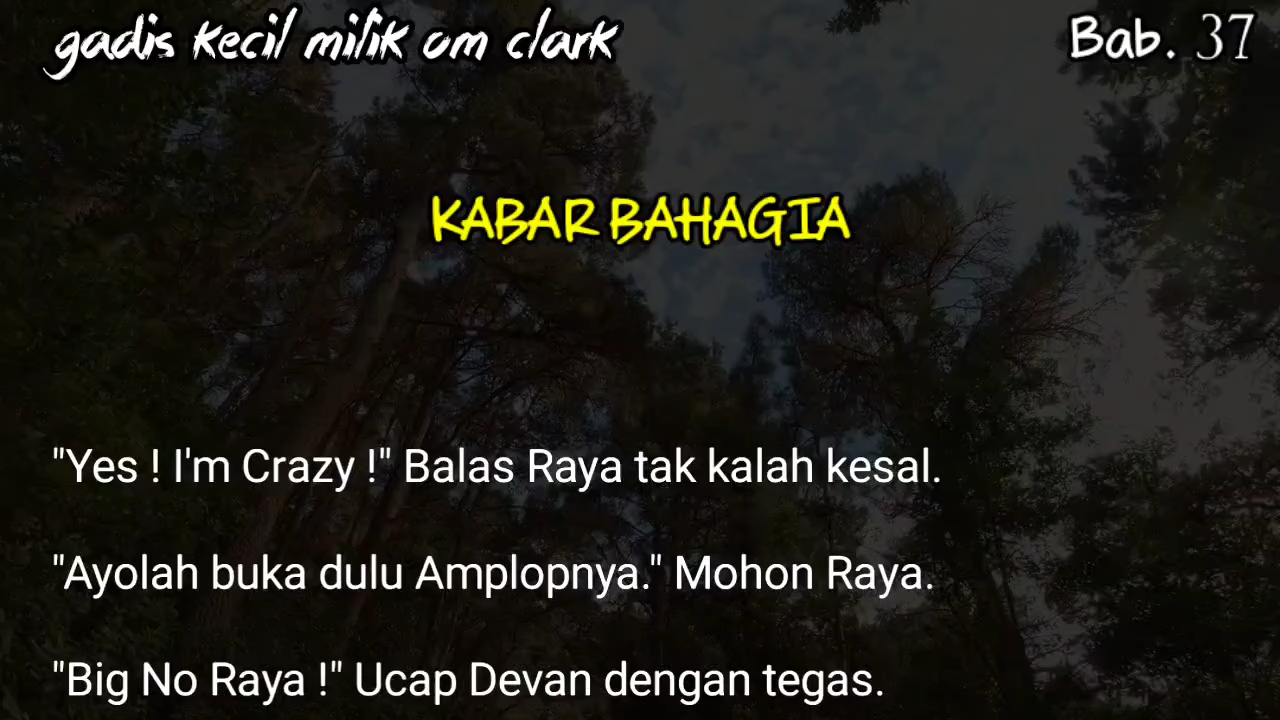 gadis kecil milik om clark
Bab. 37
KABAR BAHAGIA
"Yes ! I'm Crazy !" Balas Raya tak kalah kesal.
"Ayolah buka dulu Amplopnya." Mohon Raya.
"Big No Raya !" Ucap Devan dengan tegas.